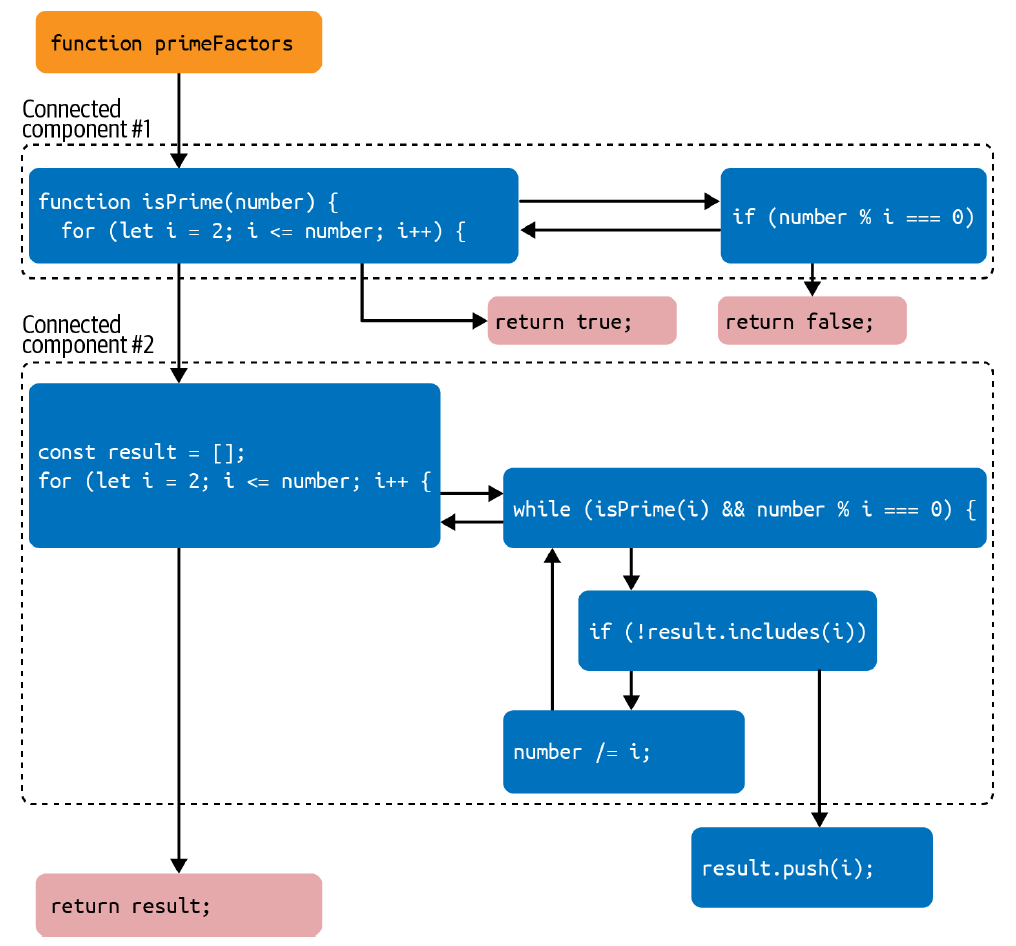 function primeFactors
Connected
component #1
function isPrime(number) {
for (let i = 2; i <= number; i++) {
if (number % i === 0)
return true;
return false;
Connected
component #2
const result = [];
for (let i = 2; i <= number; i++ {
while (isPrime(i) && number % i === 0) {
if (!result.includes(i))
number /= i;
result.push(i);
return result;